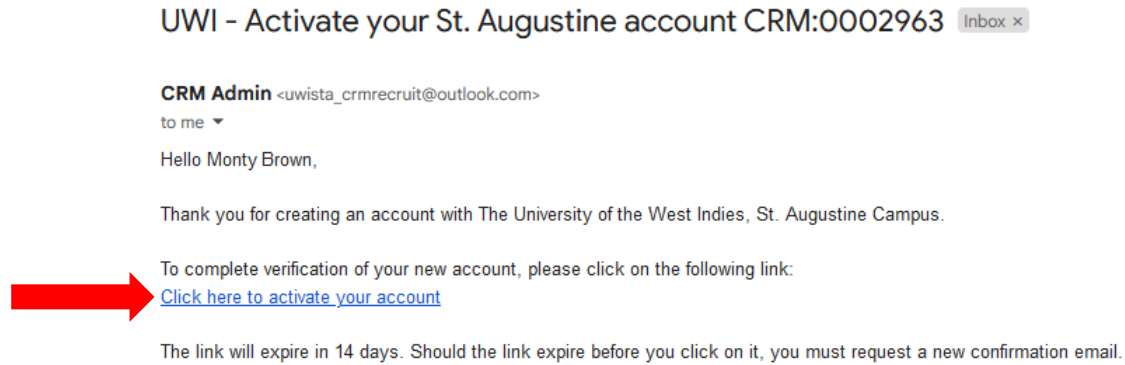 UWI - Activate your St. Augustine account CRM:0002963 Inbox ×
CRM Admin <uwista_crmrecruit@outlook.com>
to me
Hello Monty Brown,
Thank you for creating an account with The University of the West Indies, St. Augustine Campus.
To complete verification of your new account, please click on the following link:
Click here to activate your account
The link will expire in 14 days. Should the link expire before you click on it, you must request a new confirmation email.